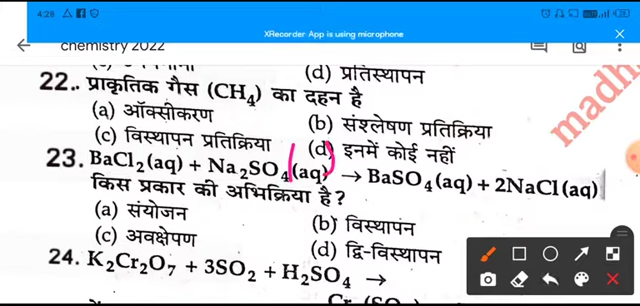 4:28
XRecorder App is using microphone
chemistry 2022
(d) प्रतिस्थापन
22.. प्राकृतिक गैस (CH₄) का दहन है
(a) ऑक्सीकरण
(b) संश्लेषण प्रतिक्रिया
(c) विस्थापन प्रतिक्रिया
(d) इनमें कोई नहीं
23. BaCl₂(aq) + Na₂SO₄(aq) → BaSO₄(aq) + 2NaCl(aq)
किस प्रकार की अभिक्रिया है?
(a) संयोजन
(b) विस्थापन
(c) अवक्षेपण
(d) द्वि-विस्थापन
24. K₂Cr₂O₇ + 3SO₂ + H₂SO₄ →